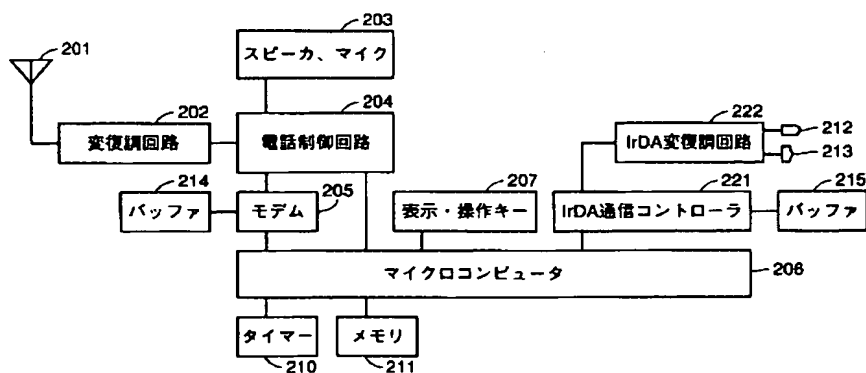 201
203
スピーカ、マイク
202
204
222
変復調回路
電話制御回路
IrDA変復調回路
212
213
214
205
207
221
215
バッファ
モデム
表示・操作キー
IrDA通信コントローラ
バッファ
マイクロコンピュータ
206
タイマー
メモリ
210
211